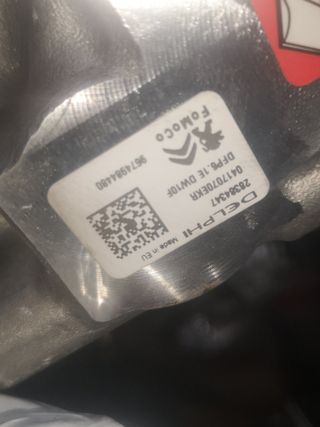 DELPHI Made in EU
28384347
0417070EKR
DFP6.1E DW10F
FoMoCo
9674984480